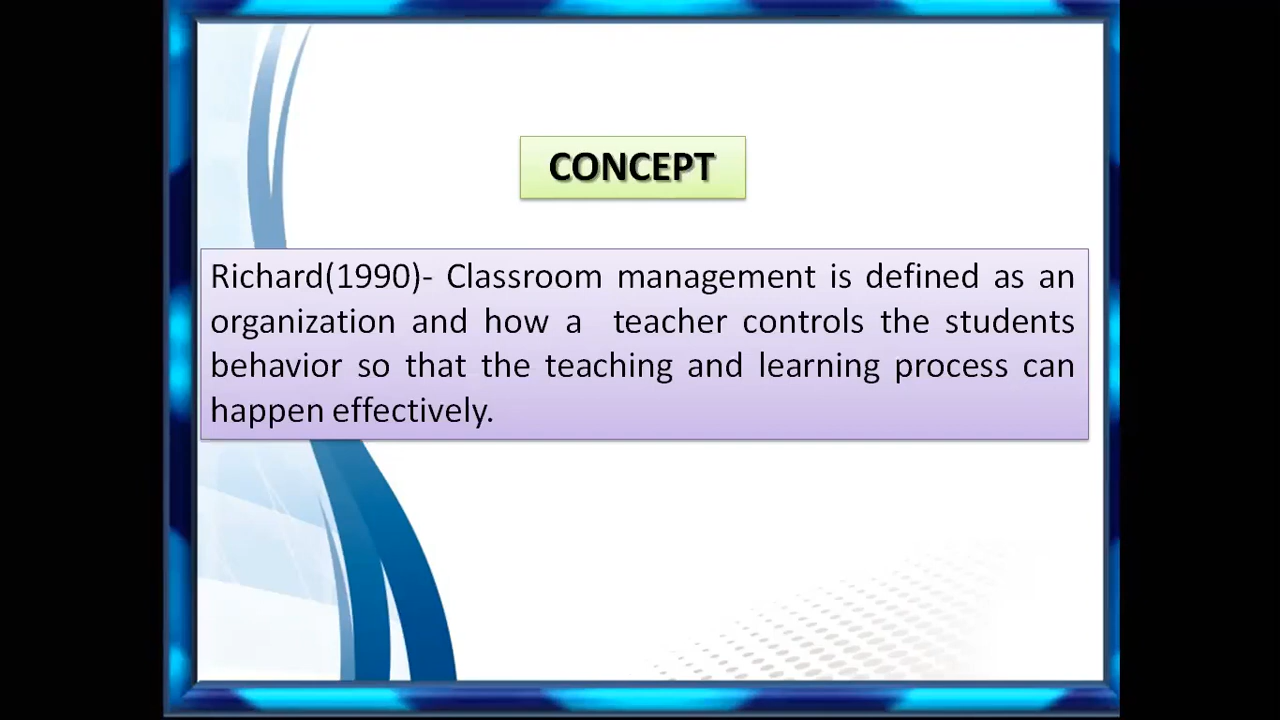 CONCEPT
Richard(1990)- Classroom management is defined as an
organization and how a teacher controls the students
behavior so that the teaching and learning process can
happen effectively.